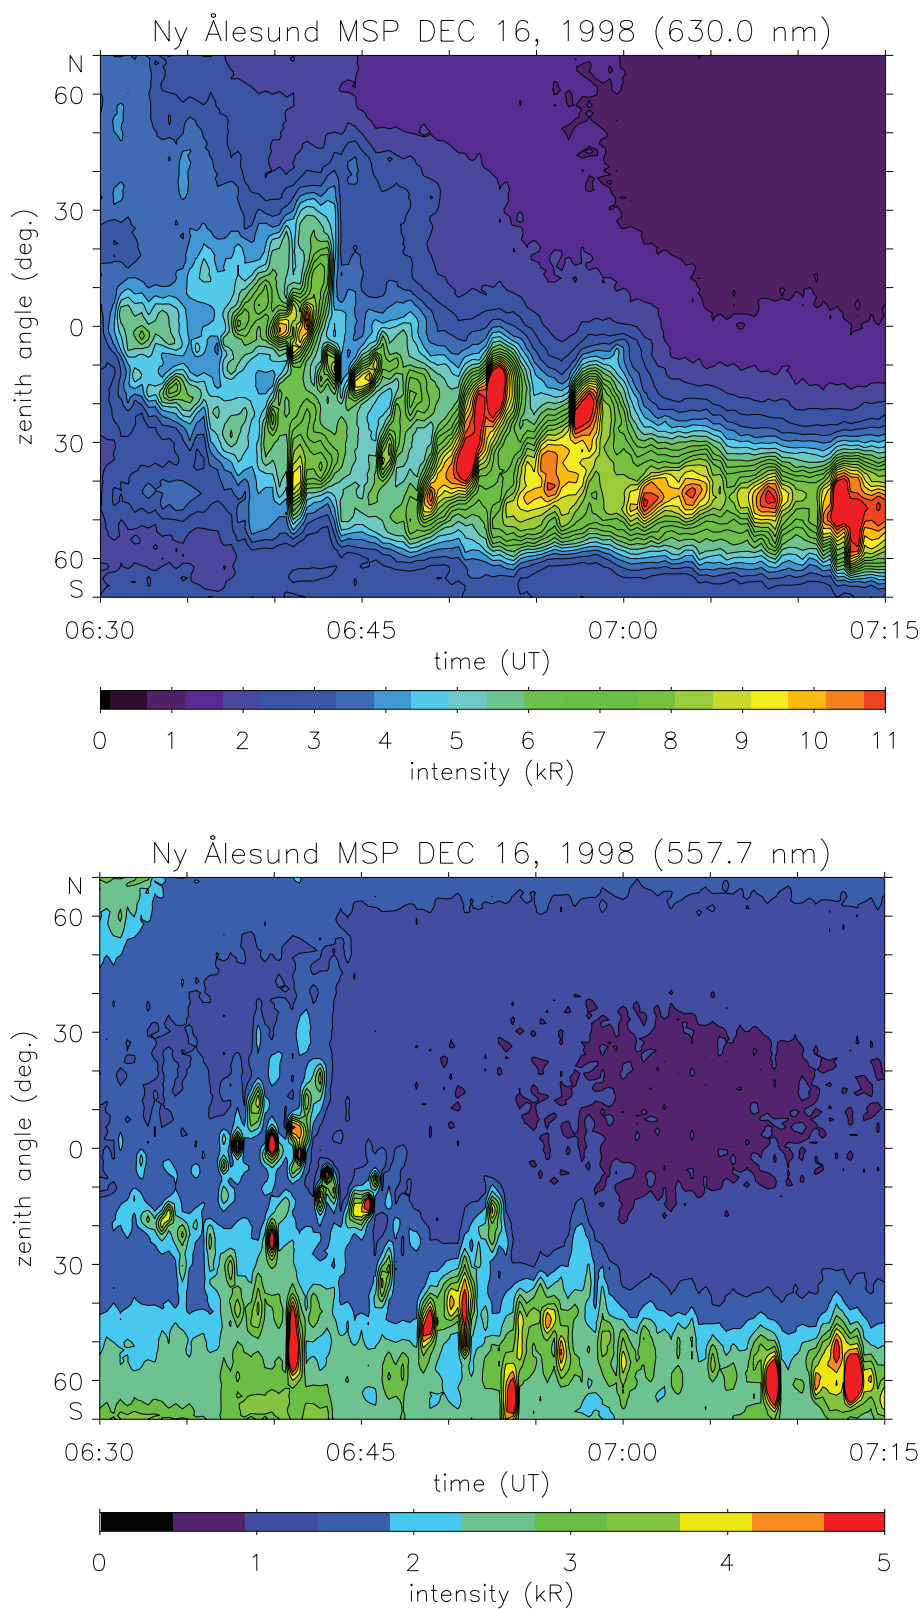 Ny Ålesund MSP DEC 16, 1998 (630.0 nm)
N
60
30
0
30
60
S
zenith angle (deg.)
06:30 06:45 07:00 07:15
time (UT)
0 1 2 3 4 5 6 7 8 9 10 11
intensity (kR)
Ny Ålesund MSP DEC 16, 1998 (557.7 nm)
N
60
30
0
30
60
S
zenith angle (deg.)
06:30 06:45 07:00 07:15
time (UT)
0 1 2 3 4 5
intensity (kR)